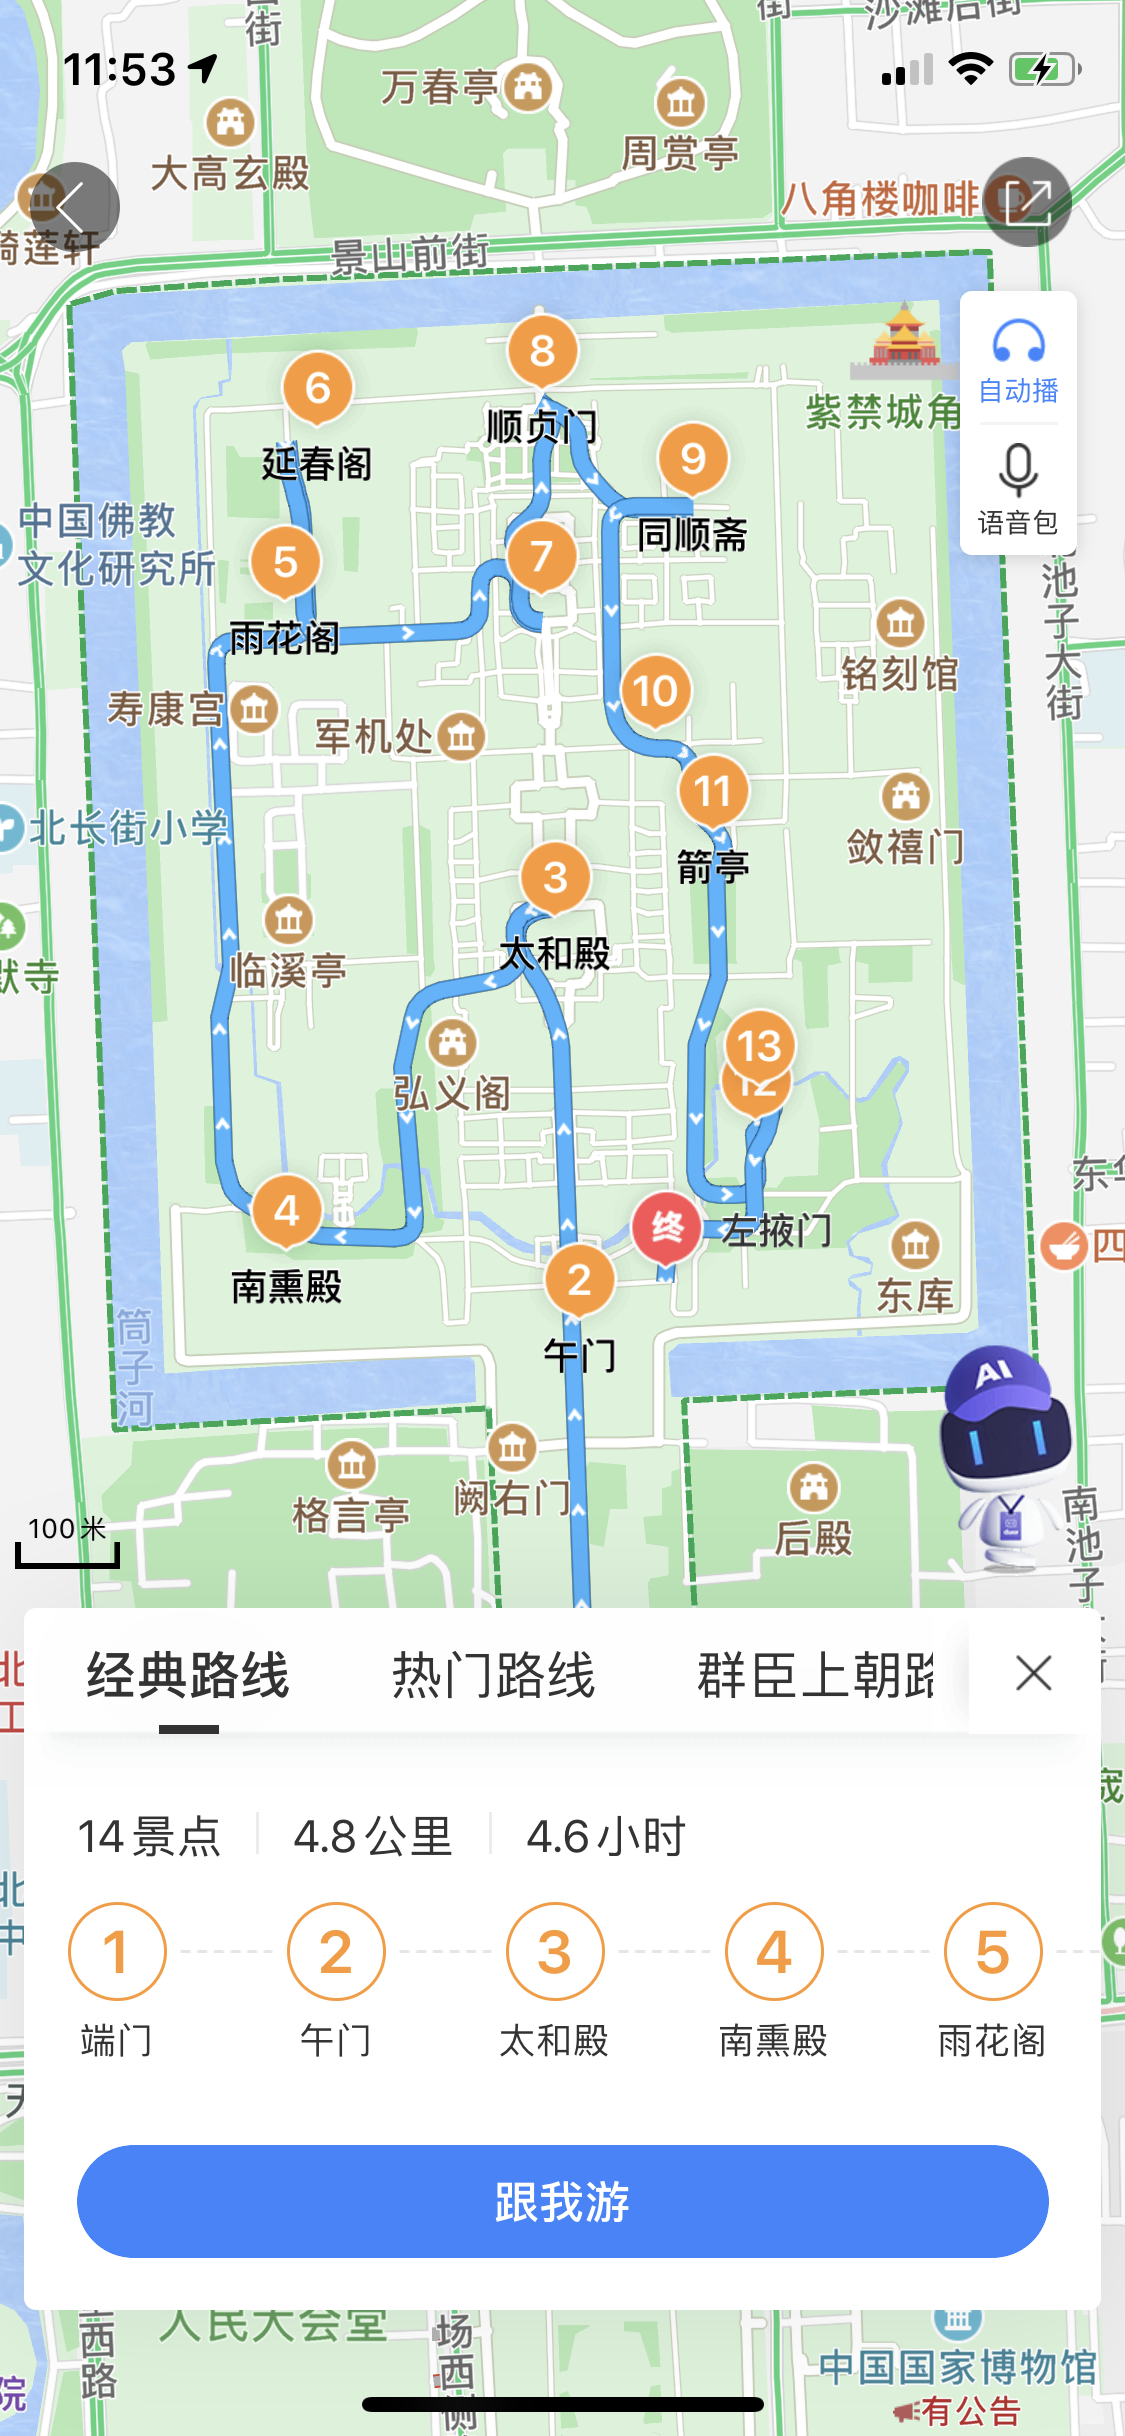 11:53
万春亭
周赏亭
大高玄殿
八角楼咖啡
景山前街
8
顺贞门
6
延春阁
9
同顺斋
紫禁城角
自动播
语音包
中国佛教
文化研究所
5
雨花阁
7
池子大街
铭刻馆
寿康宫
军机处
10
11
箭亭
敛禧门
北长街小学
3
太和殿
临溪亭
弘义阁
13
12
4
南熏殿
终
左掖门
2
午门
东库
筒子河
AI
格言亭
阙右门
后殿
南池子
100米
经典路线
热门路线
群臣上朝路
14景点
4.8公里
4.6小时
1
2
3
4
5
端门
午门
太和殿
南熏殿
雨花阁
跟我游
人民大会堂
西路
场西侧
中国国家博物馆
有公告
院